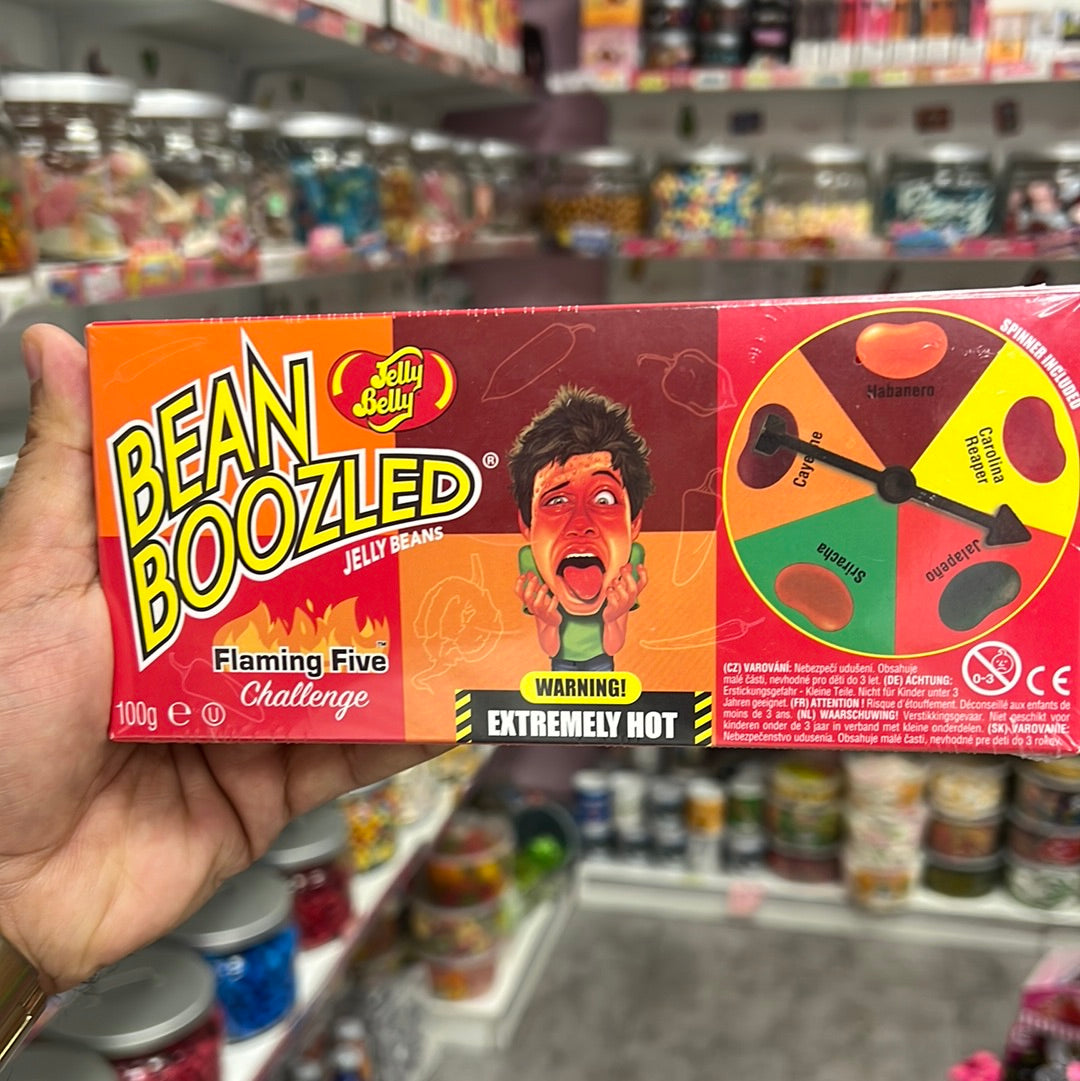 BEAN
BOOZLED®
JELLY BEANS
Jelly
Belly
Flaming Five™
Challenge
100g ℮ U
WARNING!
EXTREMELY HOT
SPINNER INCLUDED
Habanero
Carolina
Reaper
Jalapeño
Sriracha
Cayenne
0-3
CE
(CZ) VAROVÁNÍ: Nebezpečí udušení. Obsahuje
malé části, nevhodné pro děti do 3 let. (DE) ACHTUNG:
Erstickungsgefahr - Kleine Teile. Nicht für Kinder unter 3
Jahren geeignet. (FR) ATTENTION ! Risque d'étouffement. Déconseillé aux enfants de
moins de 3 ans. (NL) WAARSCHUWING! Verstikkingsgevaar. Niet geschikt voor
kinderen onder de 3 jaar in verband met kleine onderdelen. (SK) VAROVANIE:
Nebezpečenstvo udusenia. Obsahuje malé časti, nevhodné pre deti do 3 rokov.